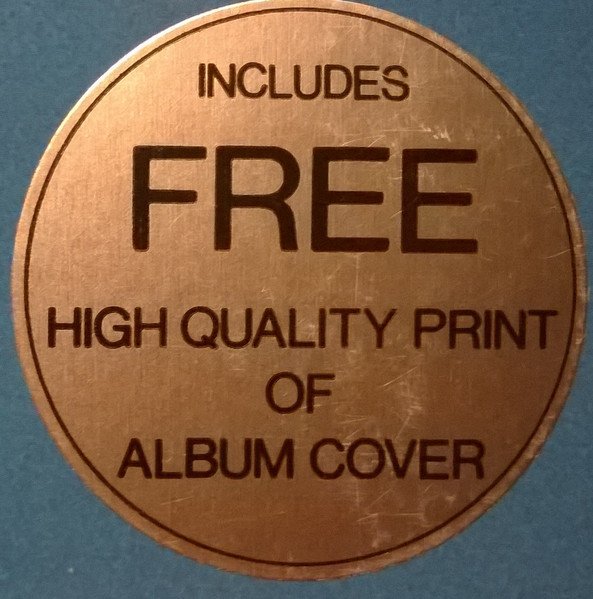 INCLUDES
FREE
HIGH QUALITY PRINT
OF
ALBUM COVER